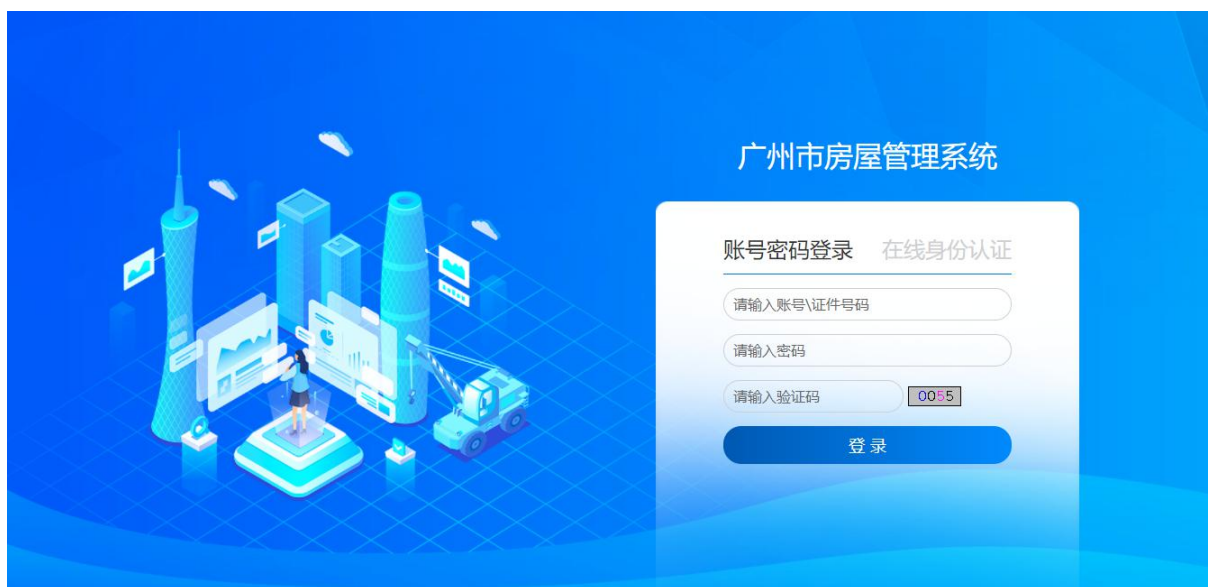 广州市房屋管理系统
账号密码登录 在线身份认证
请输入账号\证件号码
请输入密码
请输入验证码 0055
登 录